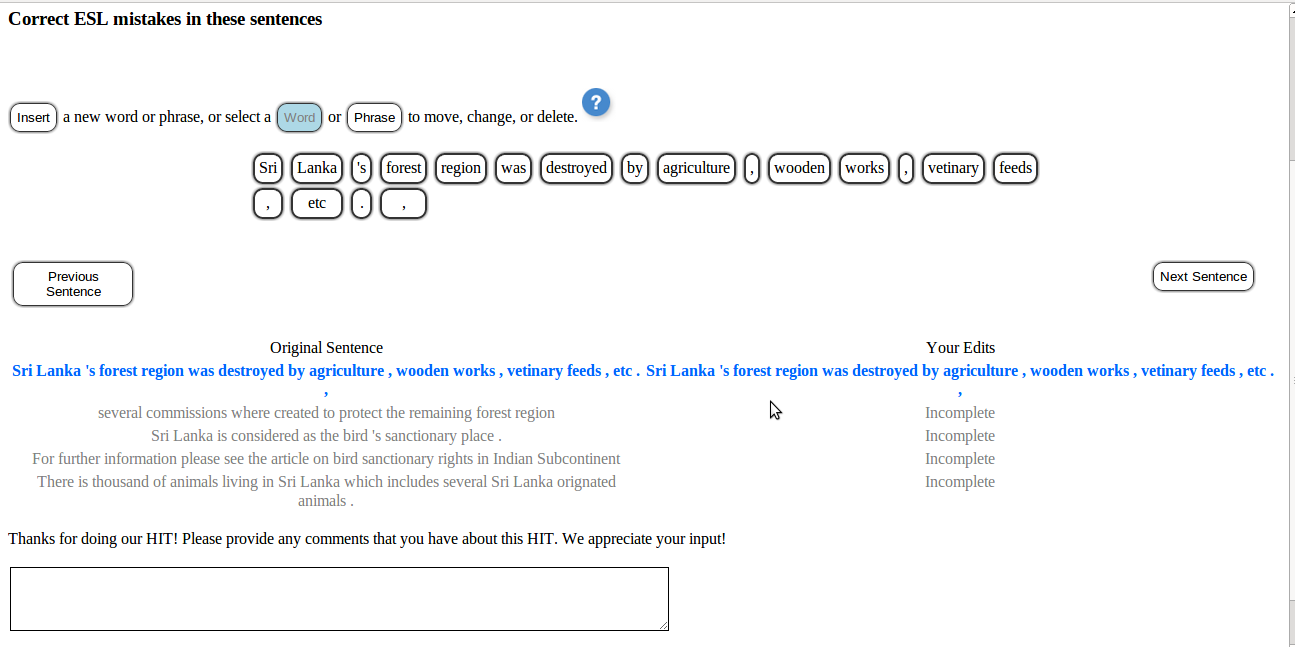 Correct ESL mistakes in these sentences
Insert a new word or phrase, or select a Word or Phrase to move, change, or delete. ?
Sri Lanka 's forest region was destroyed by agriculture , wooden works , vetinary feeds
, etc . ,
Previous
Sentence
Next Sentence
Original Sentence Your Edits
Sri Lanka 's forest region was destroyed by agriculture , wooden works , vetinary feeds , etc . Sri Lanka 's forest region was destroyed by agriculture , wooden works , vetinary feeds , etc .
, ,
several commissions where created to protect the remaining forest region Incomplete
Sri Lanka is considered as the bird 's sanctionary place . Incomplete
For further information please see the article on bird sanctionary rights in Indian Subcontinent Incomplete
There is thousand of animals living in Sri Lanka which includes several Sri Lanka orignated Incomplete
animals .
Thanks for doing our HIT! Please provide any comments that you have about this HIT. We appreciate your input!